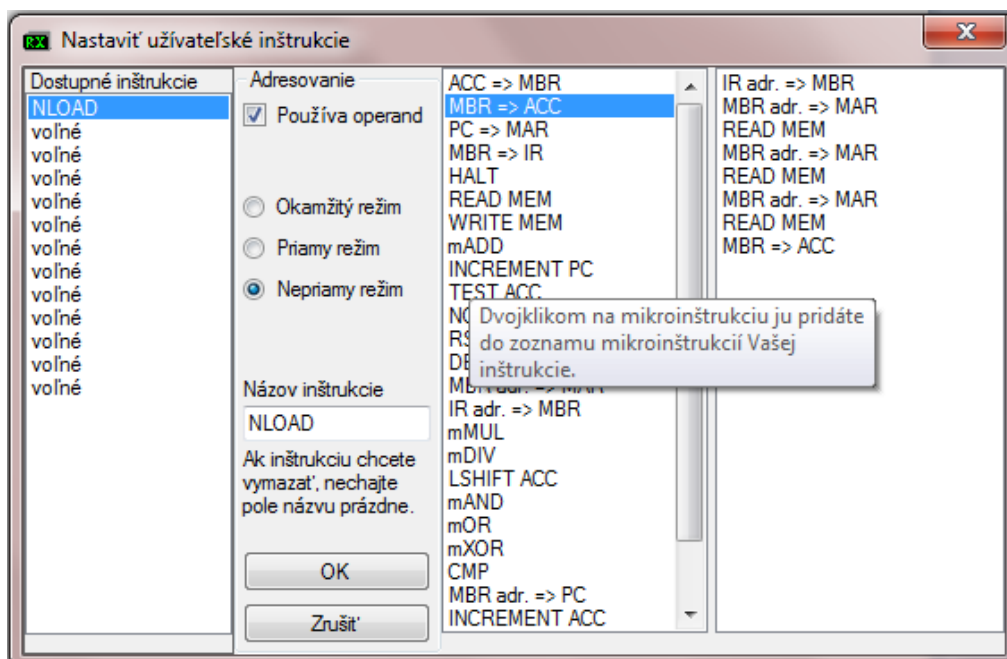 RX Nastaviť užívateľské inštrukcie
x
Dostupné inštrukcie
NLOAD
voľné
voľné
voľné
voľné
voľné
voľné
voľné
voľné
voľné
voľné
voľné
voľné
Adresovanie
Používa operand
Okamžitý režim
Priamy režim
Nepriamy režim
Názov inštrukcie
NLOAD
Ak inštrukciu chcete
vymazať, nechajte
pole názvu prázdne.
OK
Zrušiť
ACC => MBR
MBR => ACC
PC => MAR
MBR => IR
HALT
READ MEM
WRITE MEM
mADD
INCREMENT PC
TEST ACC
Dvojklikom na mikroinštrukciu ju pridáte
do zoznamu mikroinštrukcií Vašej
inštrukcie.
MBR adr. => MAR
IR adr. => MBR
mMUL
mDIV
LSHIFT ACC
mAND
mOR
mXOR
CMP
MBR adr. => PC
INCREMENT ACC
IR adr. => MBR
MBR adr. => MAR
READ MEM
MBR adr. => MAR
READ MEM
MBR adr. => MAR
READ MEM
MBR => ACC